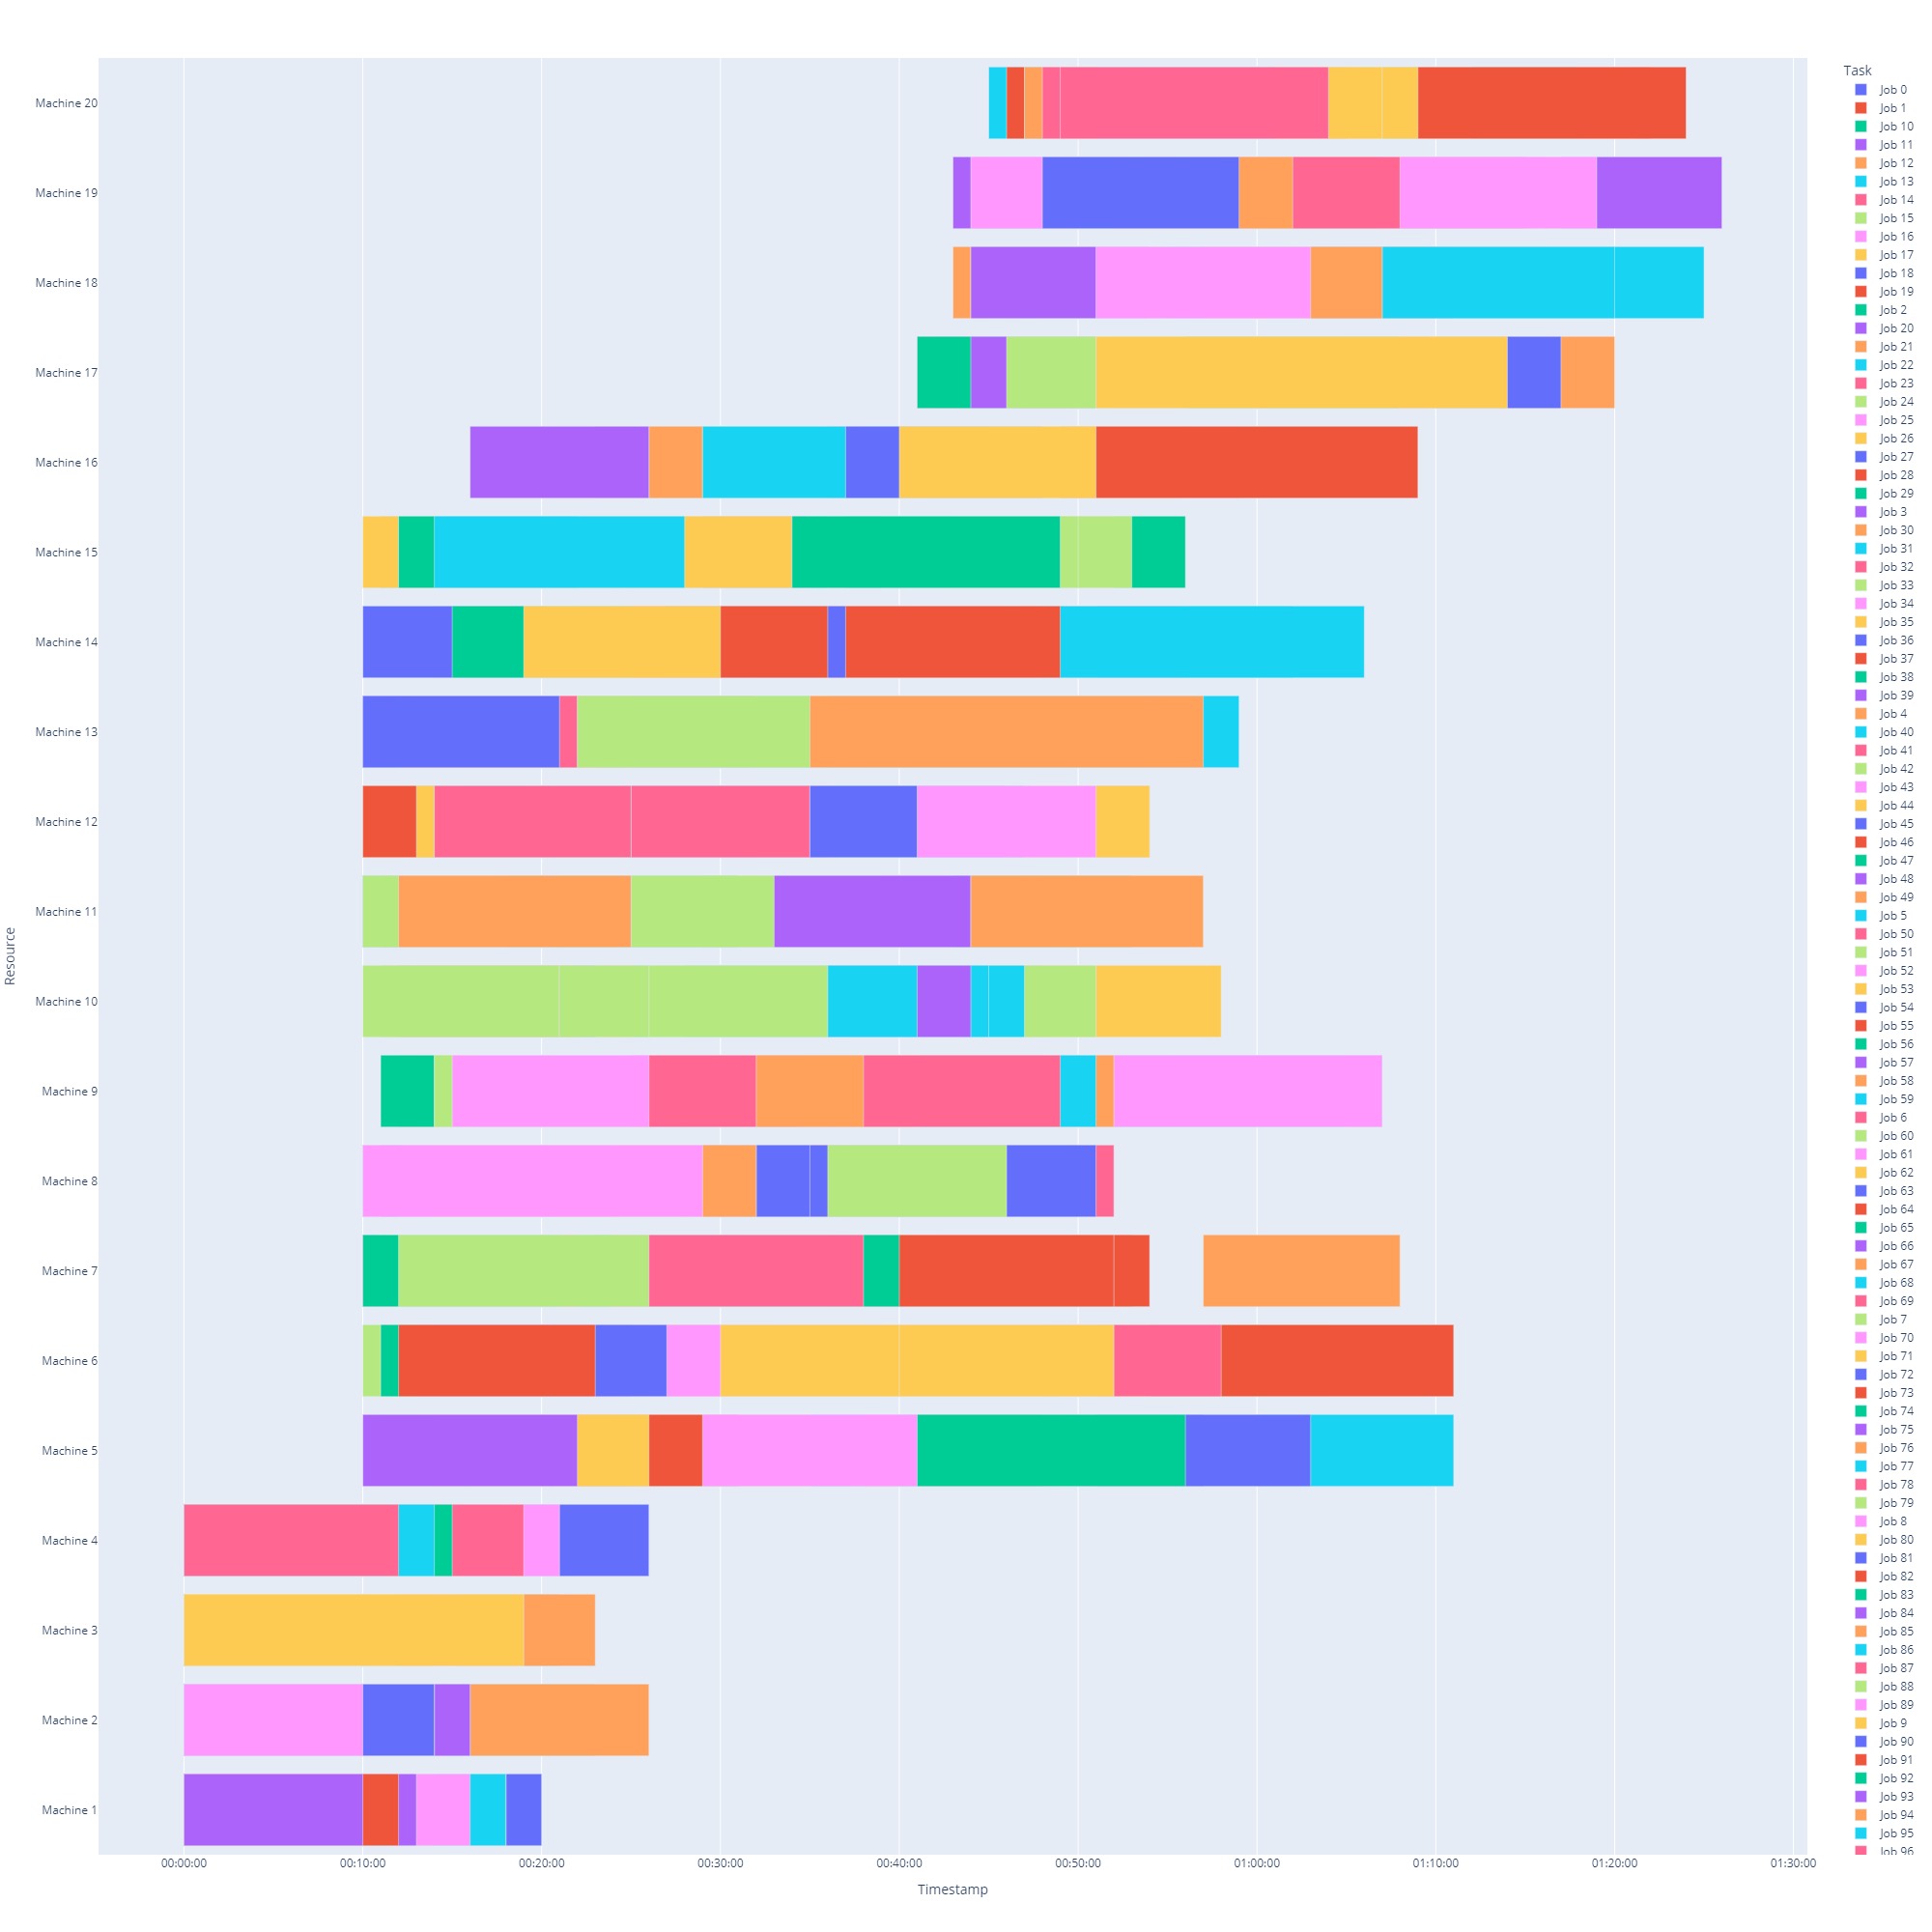 Machine 20
Machine 19
Machine 18
Machine 17
Machine 16
Machine 15
Machine 14
Machine 13
Machine 12
Machine 11
Machine 10
Machine 9
Machine 8
Machine 7
Machine 6
Machine 5
Machine 4
Machine 3
Machine 2
Machine 1
Resource
00:00:00 00:10:00 00:20:00 00:30:00 00:40:00 00:50:00 01:00:00 01:10:00 01:20:00 01:30:00
Timestamp
Task
Job 0
Job 1
Job 10
Job 11
Job 12
Job 13
Job 14
Job 15
Job 16
Job 17
Job 18
Job 19
Job 2
Job 20
Job 21
Job 22
Job 23
Job 24
Job 25
Job 26
Job 27
Job 28
Job 29
Job 3
Job 30
Job 31
Job 32
Job 33
Job 34
Job 35
Job 36
Job 37
Job 38
Job 39
Job 4
Job 40
Job 41
Job 42
Job 43
Job 44
Job 45
Job 46
Job 47
Job 48
Job 49
Job 5
Job 50
Job 51
Job 52
Job 53
Job 54
Job 55
Job 56
Job 57
Job 58
Job 59
Job 6
Job 60
Job 61
Job 62
Job 63
Job 64
Job 65
Job 66
Job 67
Job 68
Job 69
Job 7
Job 70
Job 71
Job 72
Job 73
Job 74
Job 75
Job 76
Job 77
Job 78
Job 79
Job 8
Job 80
Job 81
Job 82
Job 83
Job 84
Job 85
Job 86
Job 87
Job 88
Job 89
Job 9
Job 90
Job 91
Job 92
Job 93
Job 94
Job 95
Job 96